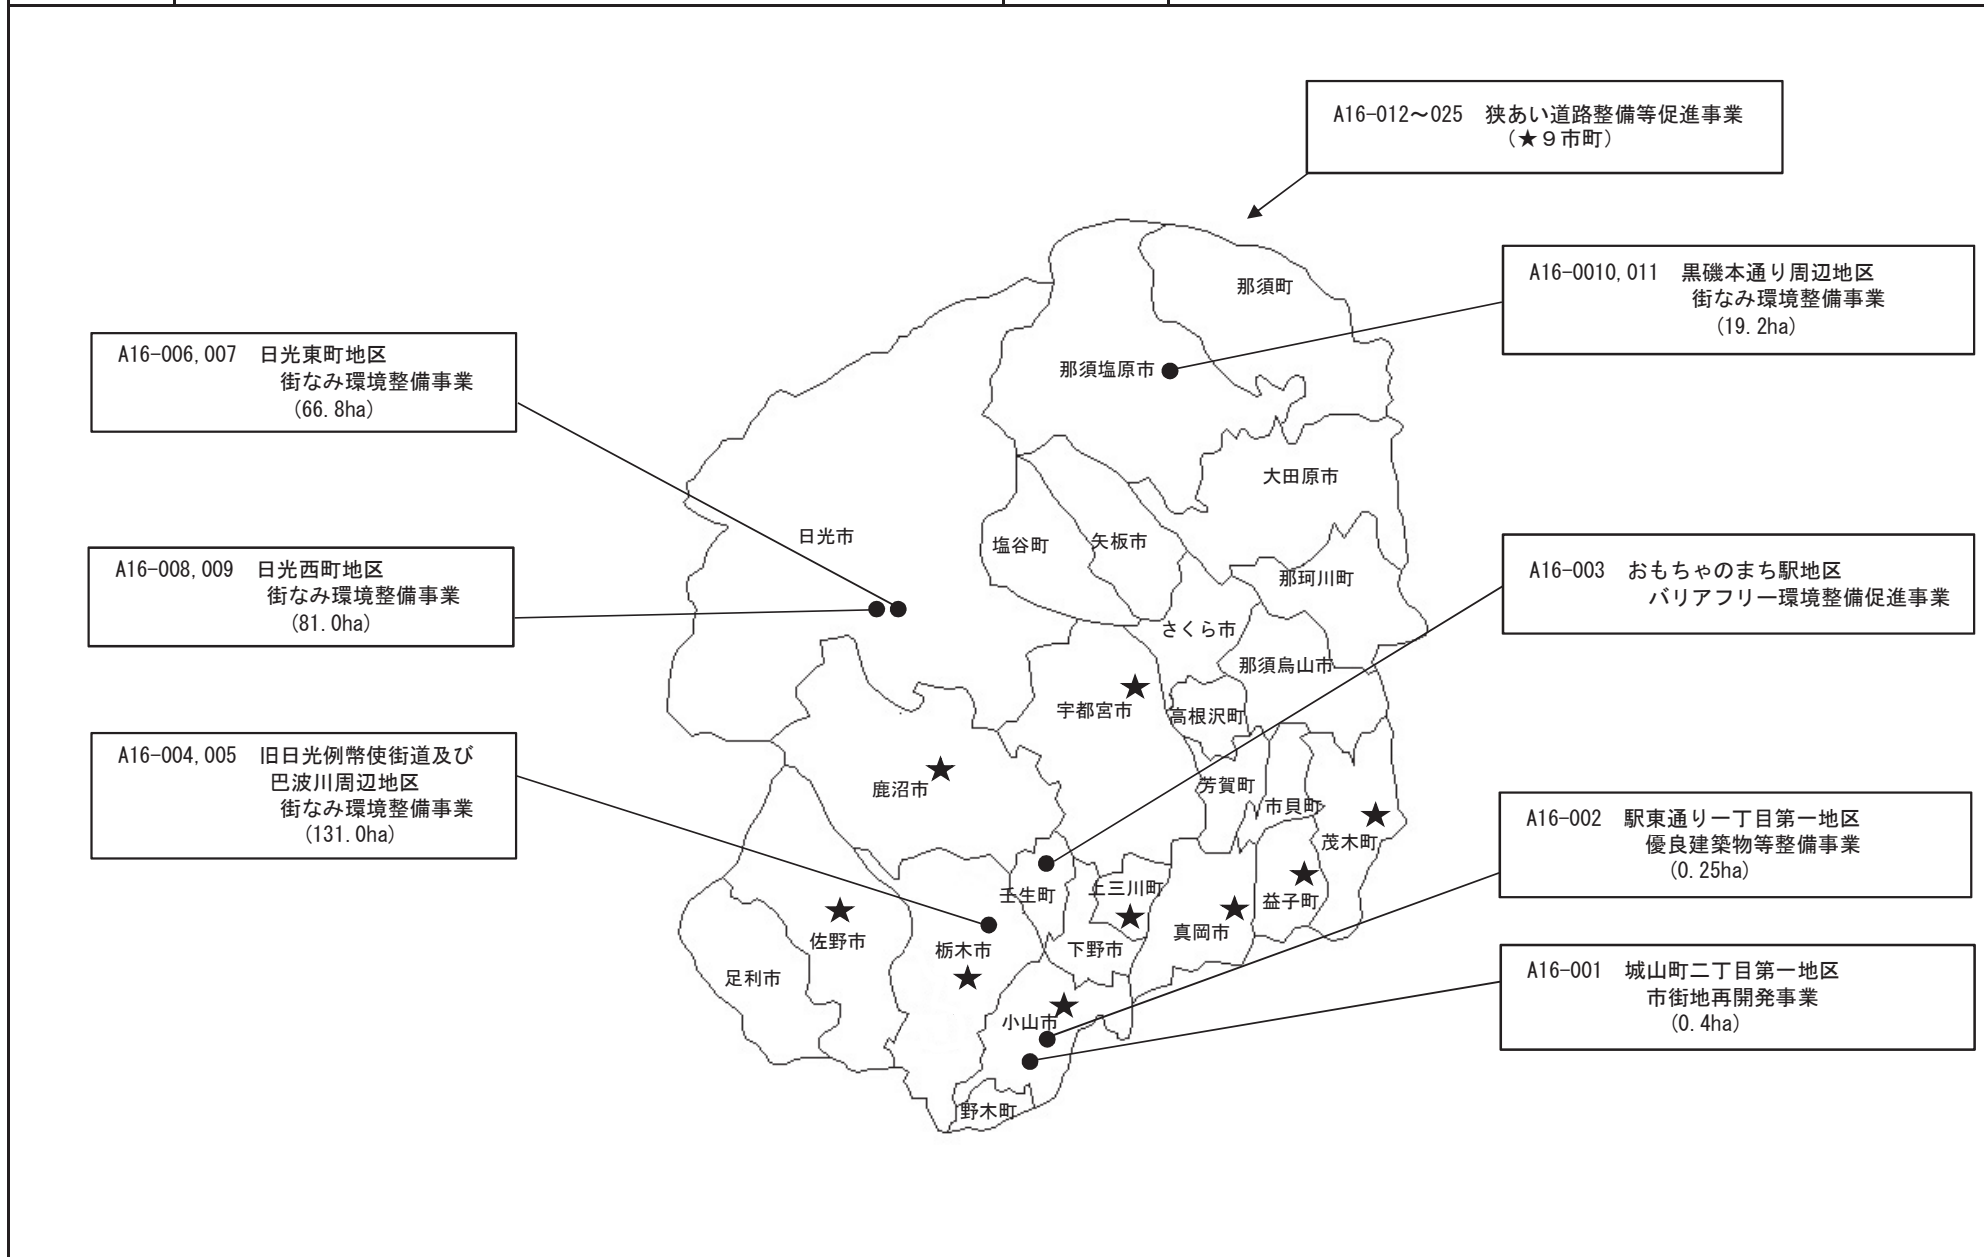 A16-012～025　狭あい道路整備等促進事業
（★９市町）
A16-0010,011　黒磯本通り周辺地区
街なみ環境整備事業
(19.2ha)
A16-006,007　日光東町地区
街なみ環境整備事業
(66.8ha)
A16-008,009　日光西町地区
街なみ環境整備事業
(81.0ha)
A16-003　おもちゃのまち駅地区
バリアフリー環境整備促進事業
A16-004,005　旧日光例幣使街道及び
巴波川周辺地区
街なみ環境整備事業
(131.0ha)
A16-002　駅東通り一丁目第一地区
優良建築物等整備事業
(0.25ha)
A16-001　城山町二丁目第一地区
市街地再開発事業
(0.4ha)
那須町
那須塩原市
大田原市
日光市
塩谷町
矢板市
那珂川町
さくら市
那須烏山市
宇都宮市
高根沢町
鹿沼市
芳賀町
市貝町
茂木町
壬生町
上三川町
益子町
佐野市
栃木市
下野市
真岡市
足利市
小山市
野木町